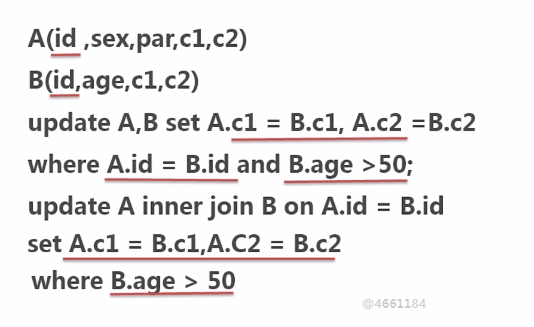 A(id ,sex,par,c1,c2)
B(id,age,c1,c2)
update A,B set A.c1 = B.c1, A.c2 =B.c2
where A.id = B.id and B.age >50;
update A inner join B on A.id = B.id
set A.c1 = B.c1,A.C2 = B.c2
where B.age > 50
@4661184